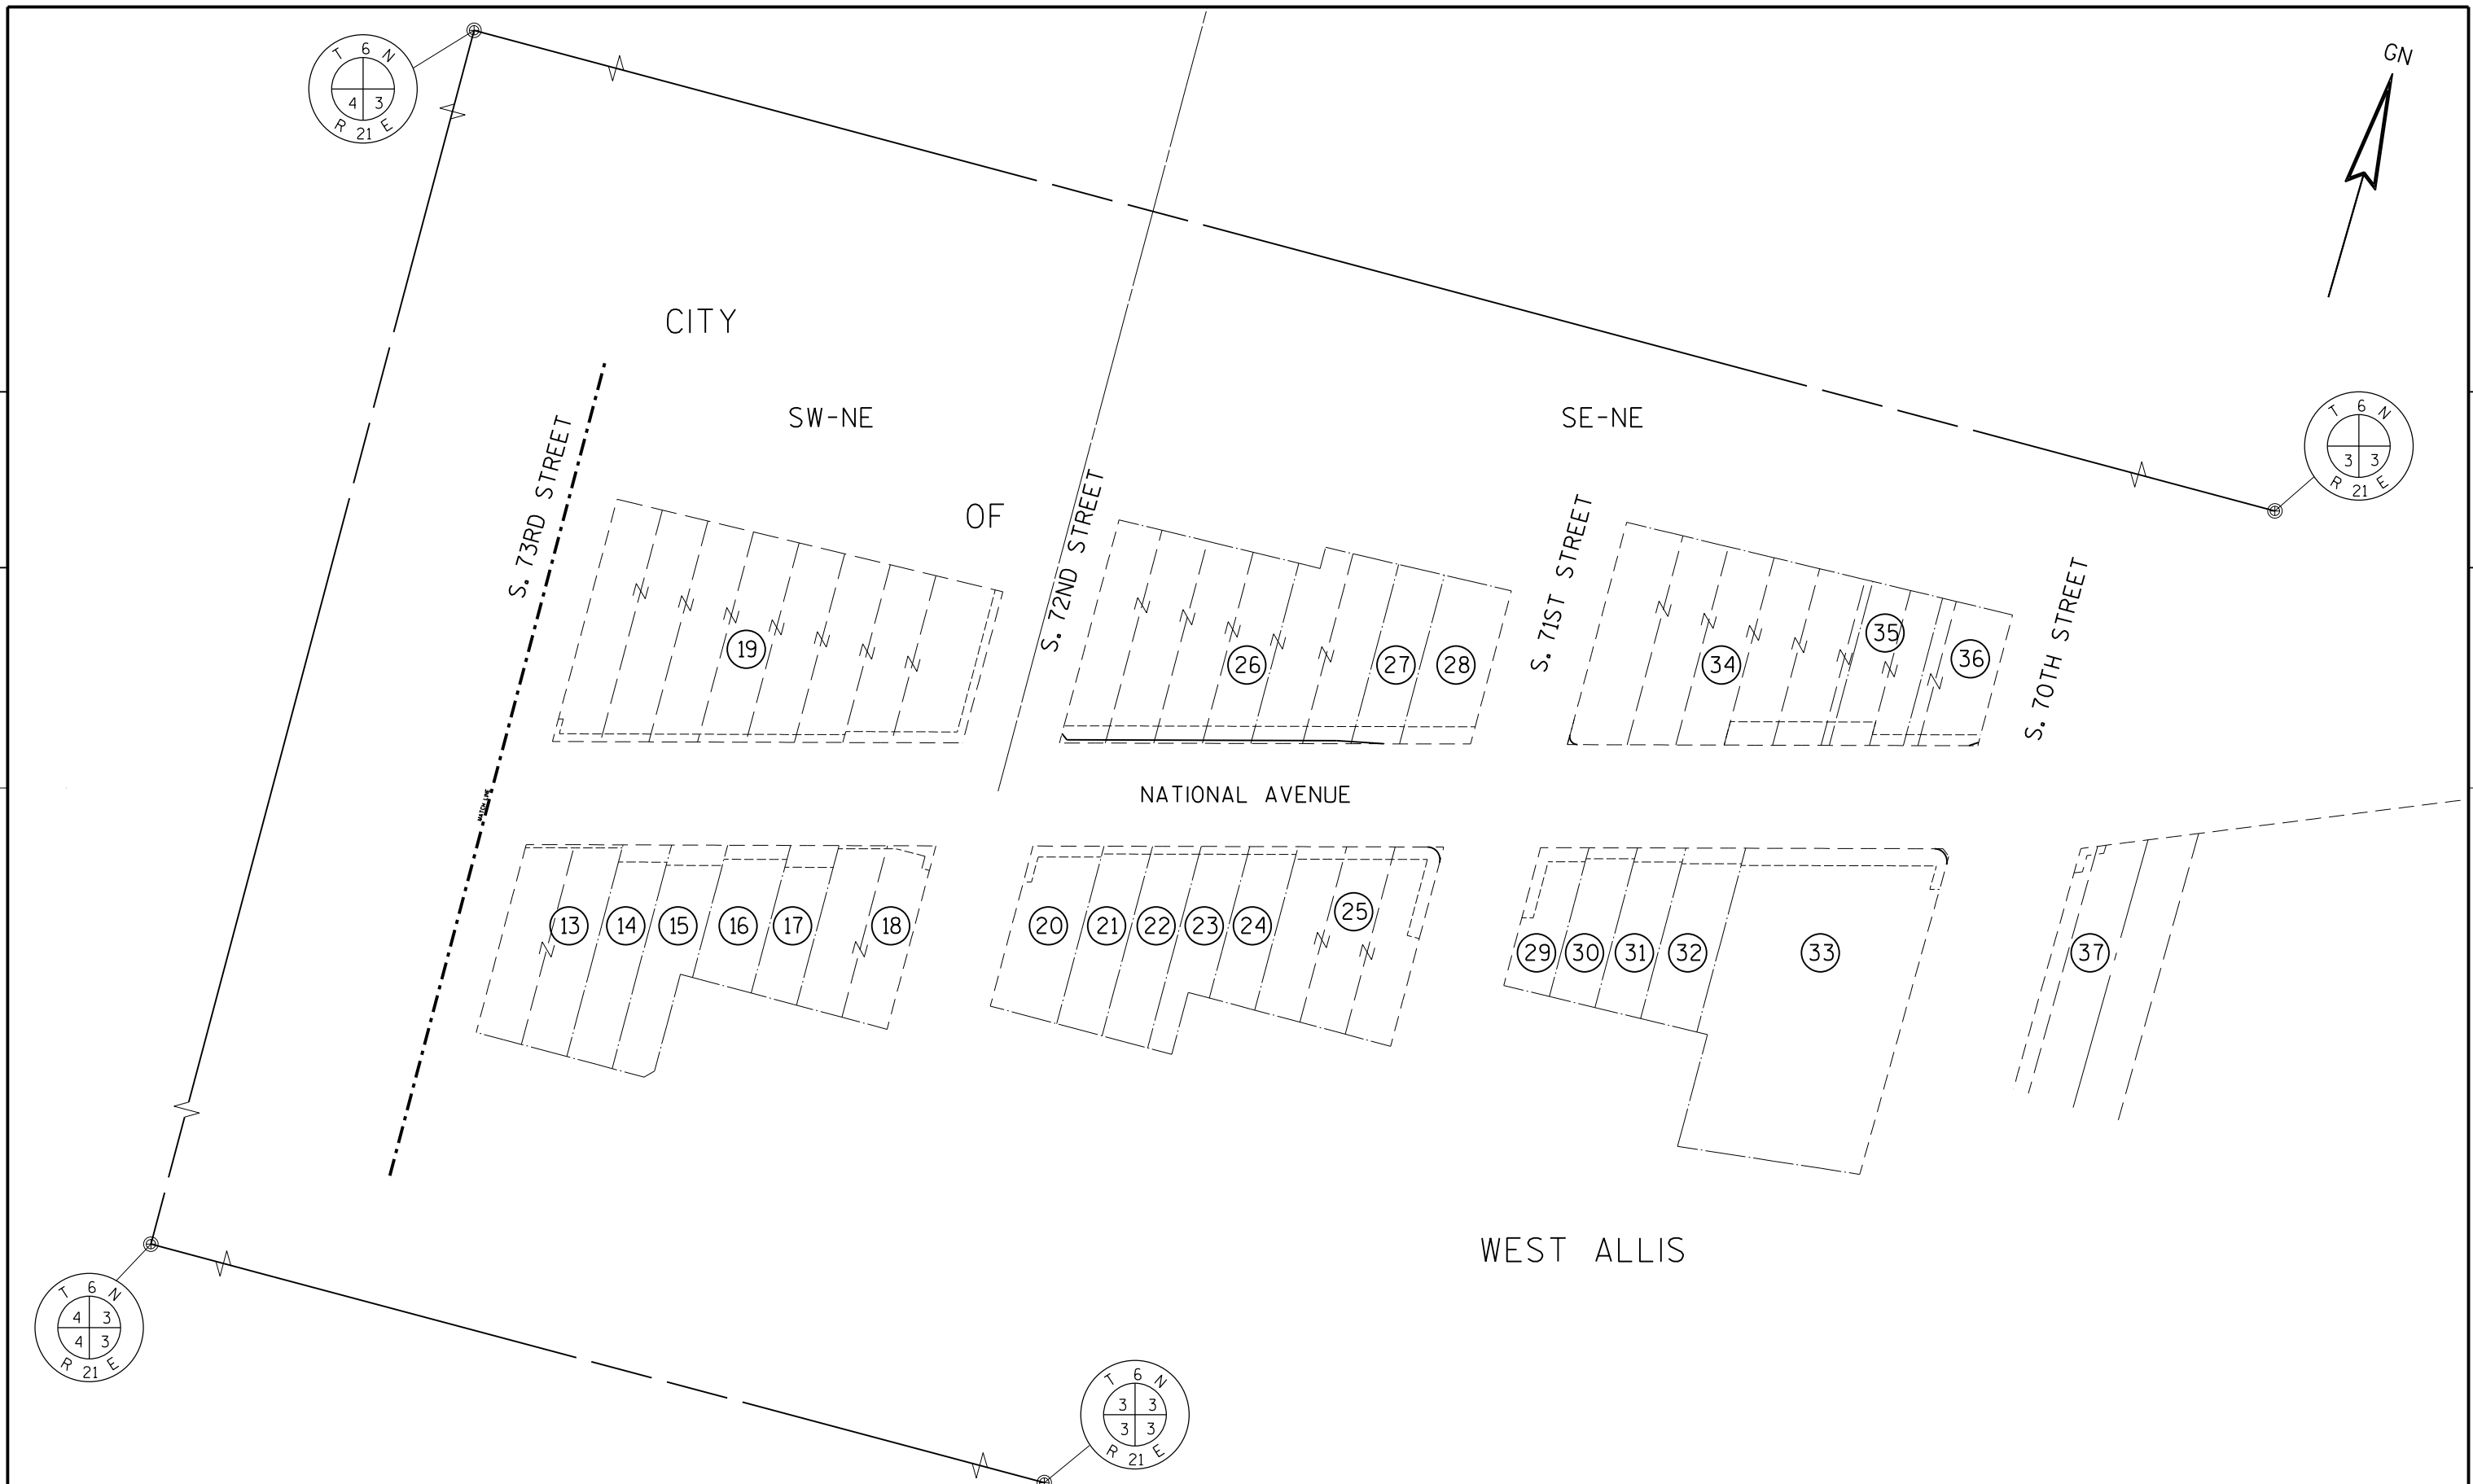 GN
T 6 N
4 3
R 21 E
CITY
SW-NE
SE-NE
T 6 N
3 3
R 21 E
OF
S. 73RD STREET
S. 72ND STREET
S. 71ST STREET
S. 70TH STREET
19
26
27
28
34
35
36
MATCH LINE
NATIONAL AVENUE
13
14
15
16
17
18
20
21
22
23
24
25
29
30
31
32
33
37
WEST ALLIS
T 6 N
4 3
4 3
R 21 E
T 6 N
3 3
3 3
R 21 E